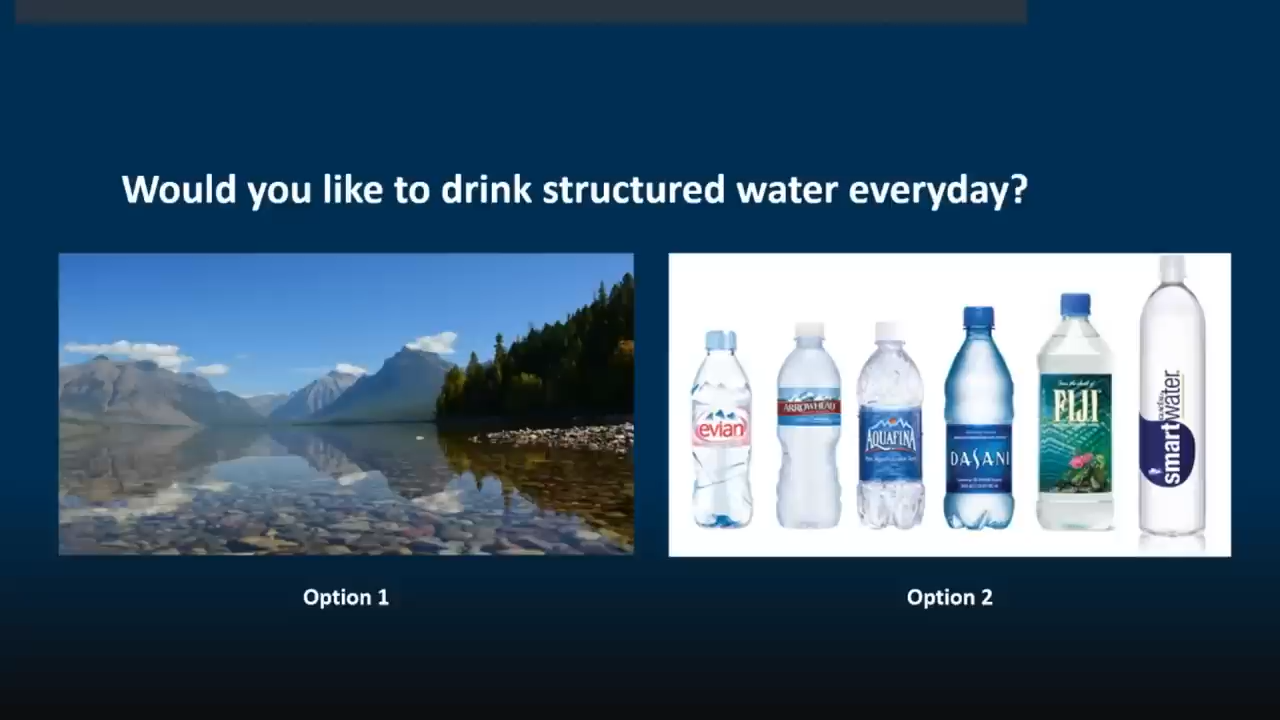 Would you like to drink structured water everyday?
evian
ARROWHEAD
AQUAFINA
DASANI
FIJI
smartwater
Option 1
Option 2